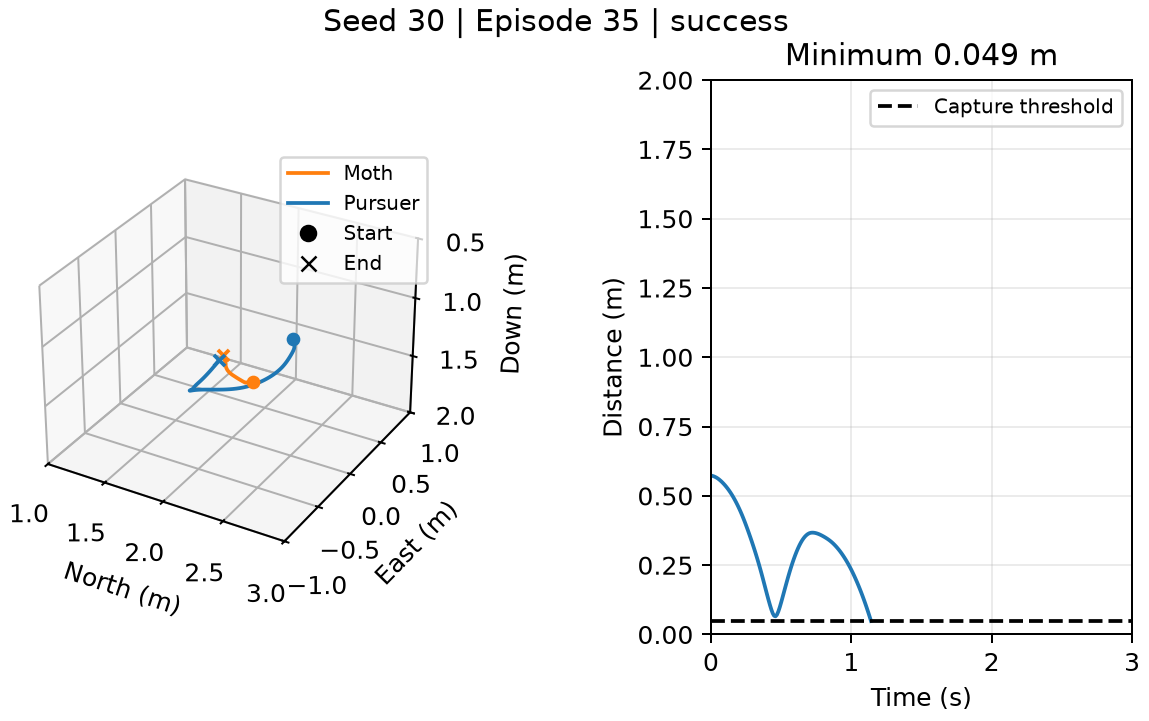 Seed 30 | Episode 35 | success
Moth
Pursuer
Start
End
0.5
1.0
1.5
2.0
Down (m)
1.0
0.5
0.0
−0.5
−1.0
East (m)
1.0
1.5
2.0
2.5
3.0
North (m)
Minimum 0.049 m
Capture threshold
2.00
1.75
1.50
1.25
1.00
0.75
0.50
0.25
0.00
Distance (m)
0 1 2 3
Time (s)